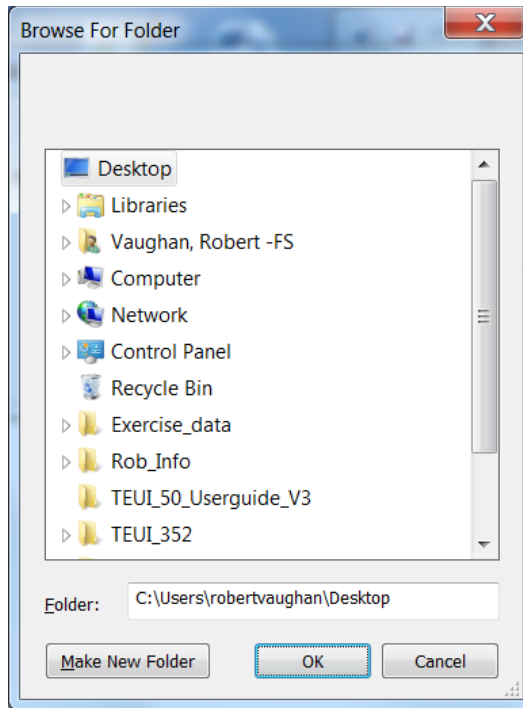 Browse For Folder
Desktop
Libraries
Vaughan, Robert -FS
Computer
Network
Control Panel
Recycle Bin
Exercise_data
Rob_Info
TEUI_50_Userguide_V3
TEUI_352
Folder: C:\Users\robertvaughan\Desktop
Make New Folder OK Cancel